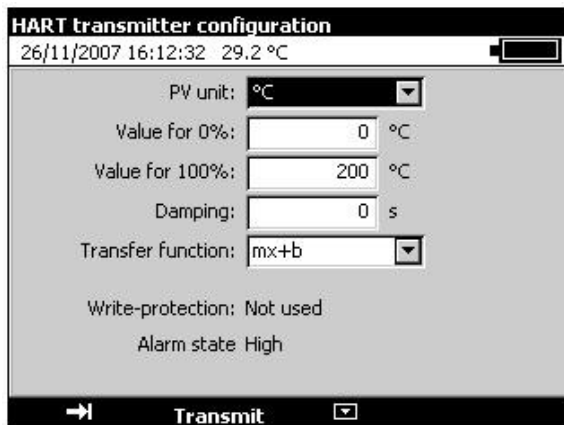 HART transmitter configuration
26/11/2007 16:12:32 29.2 °C
PV unit: °C
Value for 0%: 0 °C
Value for 100%: 200 °C
Damping: 0 s
Transfer function: mx+b
Write-protection: Not used
Alarm state High
Transmit